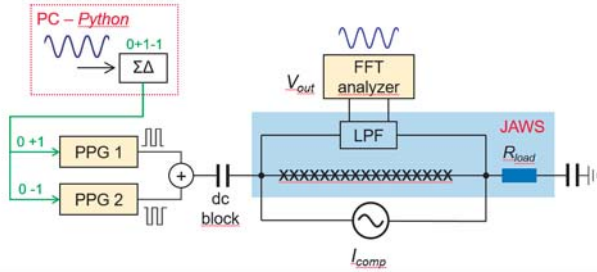 PC – Python
0+1-1
ΣΔ
0 +1
PPG 1
0 -1
PPG 2
+
dc
block
FFT
analyzer
Vout
LPF
JAWS
Rload
XXXXXXXXXXXXXXXXX
Icomp